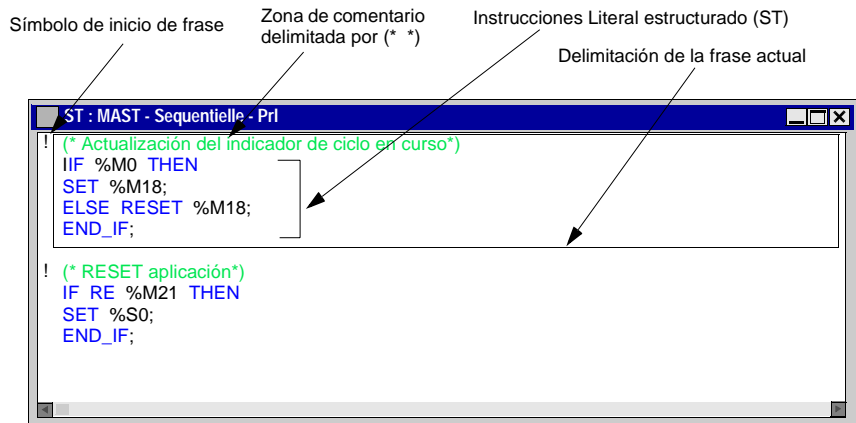 Símbolo de inicio de frase
Zona de comentario
delimitada por (* *)
Instrucciones Literal estructurado (ST)
Delimitación de la frase actual
ST : MAST - Sequentielle - Prl
! (* Actualización del indicador de ciclo en curso*)
IIF %M0 THEN
SET %M18;
ELSE RESET %M18;
END_IF;
! (* RESET aplicación*)
IF RE %M21 THEN
SET %S0;
END_IF;